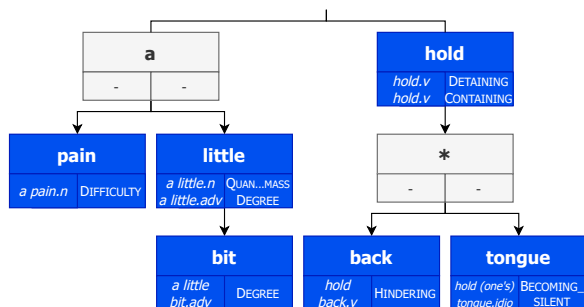 a
- -
hold
hold.v DETAINING
hold.v CONTAINING
pain
a pain.n DIFFICULTY
little
a little.n QUAN...MASS
a little.adv DEGREE
*
- -
bit
a little bit.adv DEGREE
back
hold back.v HINDERING
tongue
hold (one's) BECOMING_
tongue.idio SILENT